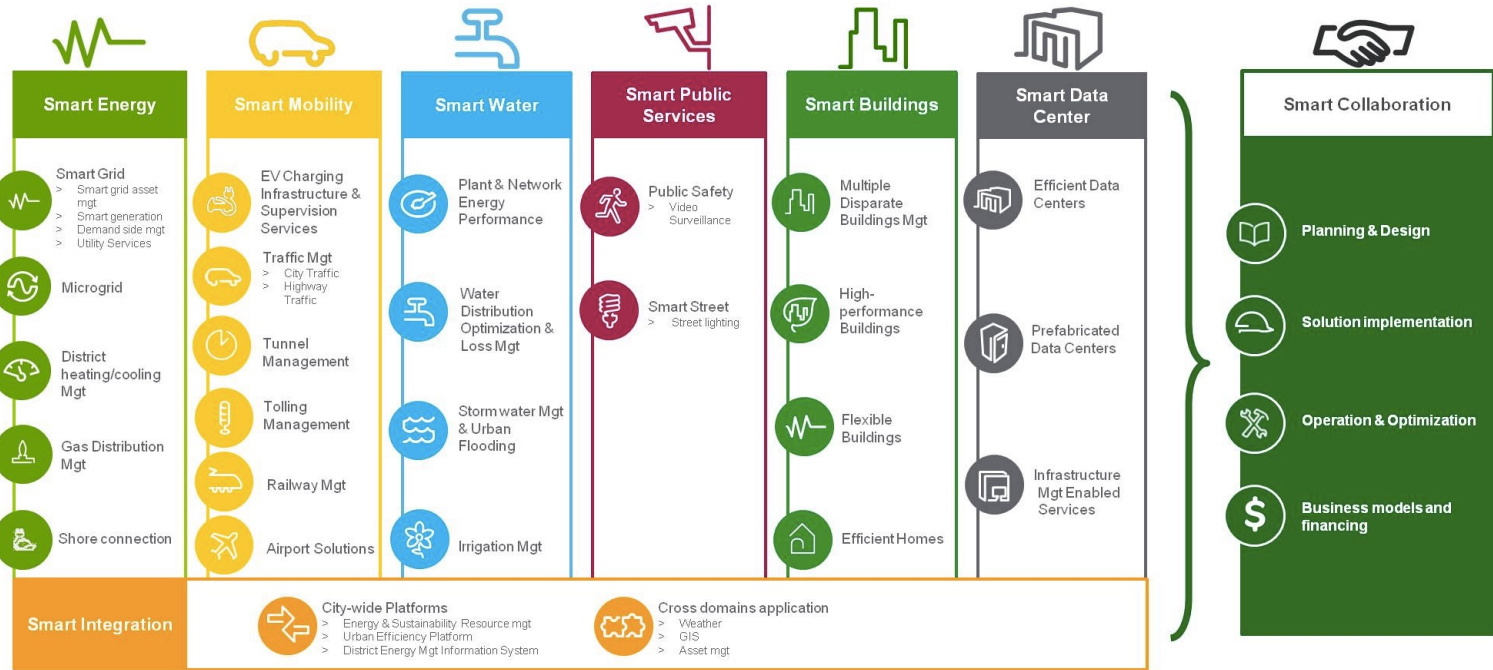 Smart Energy
Smart Grid
> Smart grid asset
mgt
> Smart generation
> Demand side mgt
> Utility Services
Microgrid
District
heating/cooling
Mgt
Gas Distribution
Mgt
Shore connection
Smart Mobility
EV Charging
Infrastructure &
Supervision
Services
Traffic Mgt
> City Traffic
> Highway
Traffic
Tunnel
Management
Tolling
Management
Railway Mgt
Airport Solutions
Smart Water
Plant & Network
Energy
Performance
Water
Distribution
Optimization &
Loss Mgt
Stormwater Mgt
& Urban
Flooding
Irrigation Mgt
Smart Public
Services
Public Safety
> Video
Surveillance
Smart Street
> Street lighting
Smart Buildings
Multiple
Disparate
Buildings Mgt
High-
performance
Buildings
Flexible
Buildings
Efficient Homes
Smart Data
Center
Efficient Data
Centers
Prefabricated
Data Centers
Infrastructure
Mgt Enabled
Services
Smart Integration
City-wide Platforms
> Energy & Sustainability Resource mgt
> Urban Efficiency Platform
> District Energy Mgt Information System
Cross domains application
> Weather
> GIS
> Asset mgt
Smart Collaboration
Planning & Design
Solution implementation
Operation & Optimization
$
Business models and
financing